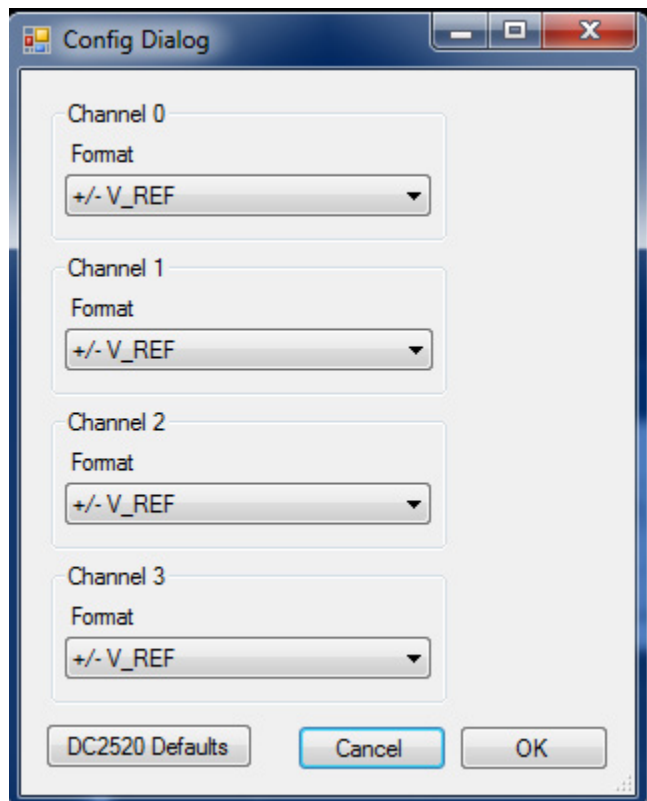 Config Dialog
Channel 0
Format
+/- V_REF
Channel 1
Format
+/- V_REF
Channel 2
Format
+/- V_REF
Channel 3
Format
+/- V_REF
DC2520 Defaults Cancel OK